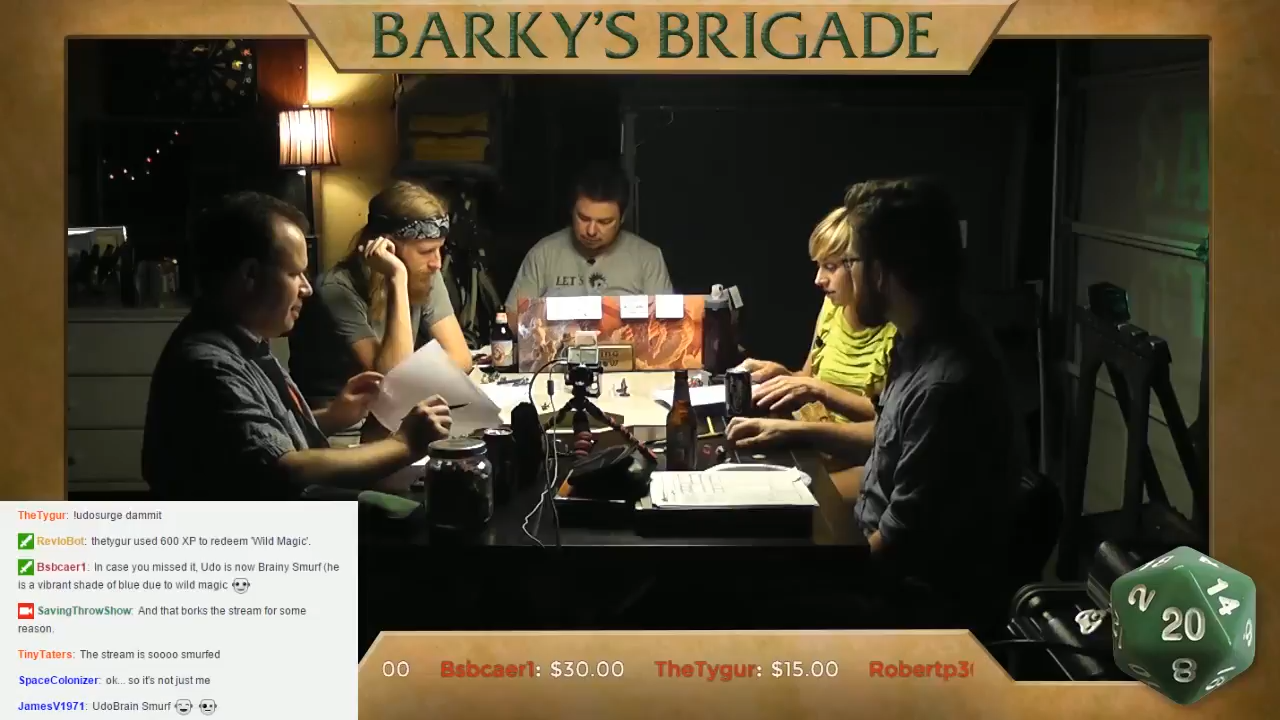 BARKY'S BRIGADE
LET'S
TheTygur: !udosurge dammit
RevloBot: thetygur used 600 XP to redeem 'Wild Magic'.
Bsbcaer1: In case you missed it, Udo is now Brainy Smurf (he
is a vibrant shade of blue due to wild magic
SavingThrowShow: And that borks the stream for some
reason.
TinyTaters: The stream is soooo smurfed
SpaceColonizer: ok... so it's not just me
JamesV1971: UdoBrain Smurf
00 Bsbcaer1: $30.00 TheTygur: $15.00 Robertp3
2
14
20
8